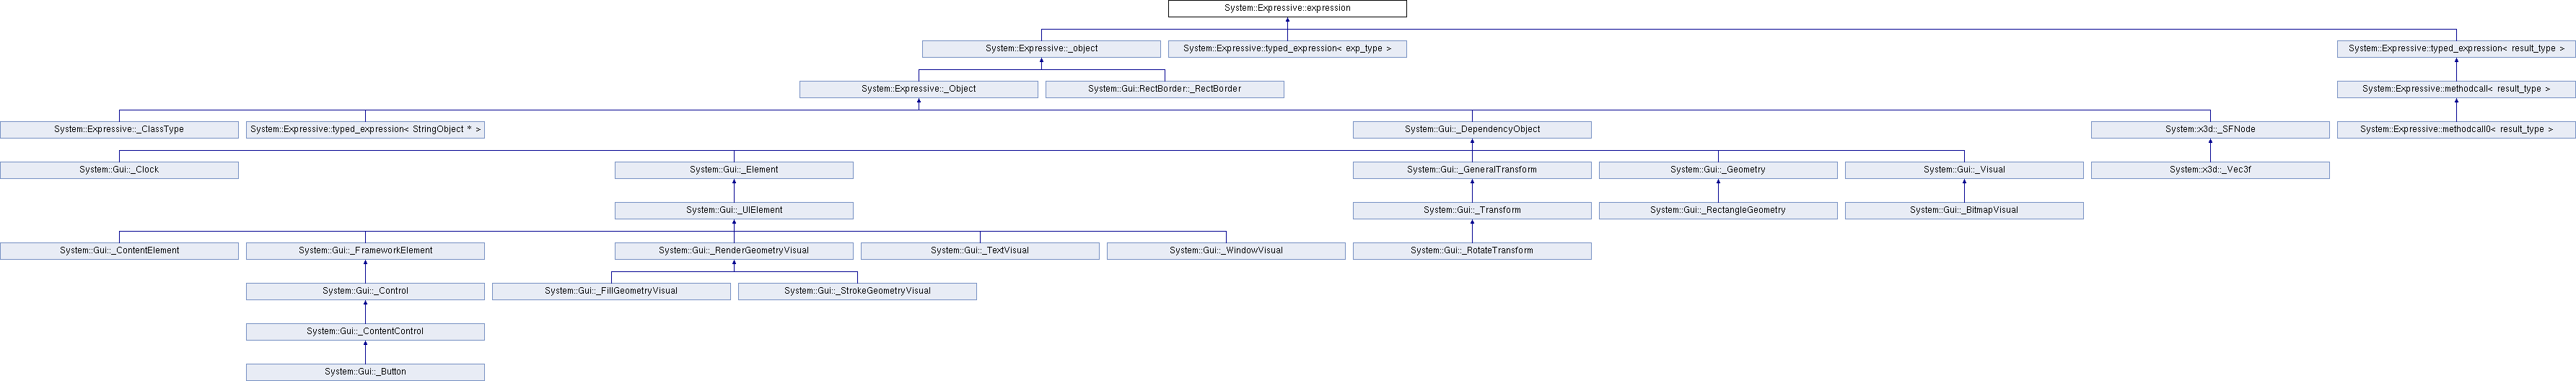 System::Expressive::expression
System::Expressive::_object
System::Expressive::typed_expression< exp_type >
System::Expressive::typed_expression< result_type >
System::Expressive::_Object
System::Gui::RectBorder::_RectBorder
System::Expressive::methodcall< result_type >
System::Expressive::_ClassType
System::Expressive::typed_expression< StringObject * >
System::Gui::_DependencyObject
System::x3d::_SFNode
System::Expressive::methodcall0< result_type >
System::Gui::_Clock
System::Gui::_Element
System::Gui::_GeneralTransform
System::Gui::_Geometry
System::Gui::_Visual
System::x3d::_Vec3f
System::Gui::_UIElement
System::Gui::_Transform
System::Gui::_RectangleGeometry
System::Gui::_BitmapVisual
System::Gui::_ContentElement
System::Gui::_FrameworkElement
System::Gui::_RenderGeometryVisual
System::Gui::_TextVisual
System::Gui::_WindowVisual
System::Gui::_RotateTransform
System::Gui::_Control
System::Gui::_FillGeometryVisual
System::Gui::_StrokeGeometryVisual
System::Gui::_ContentControl
System::Gui::_Button